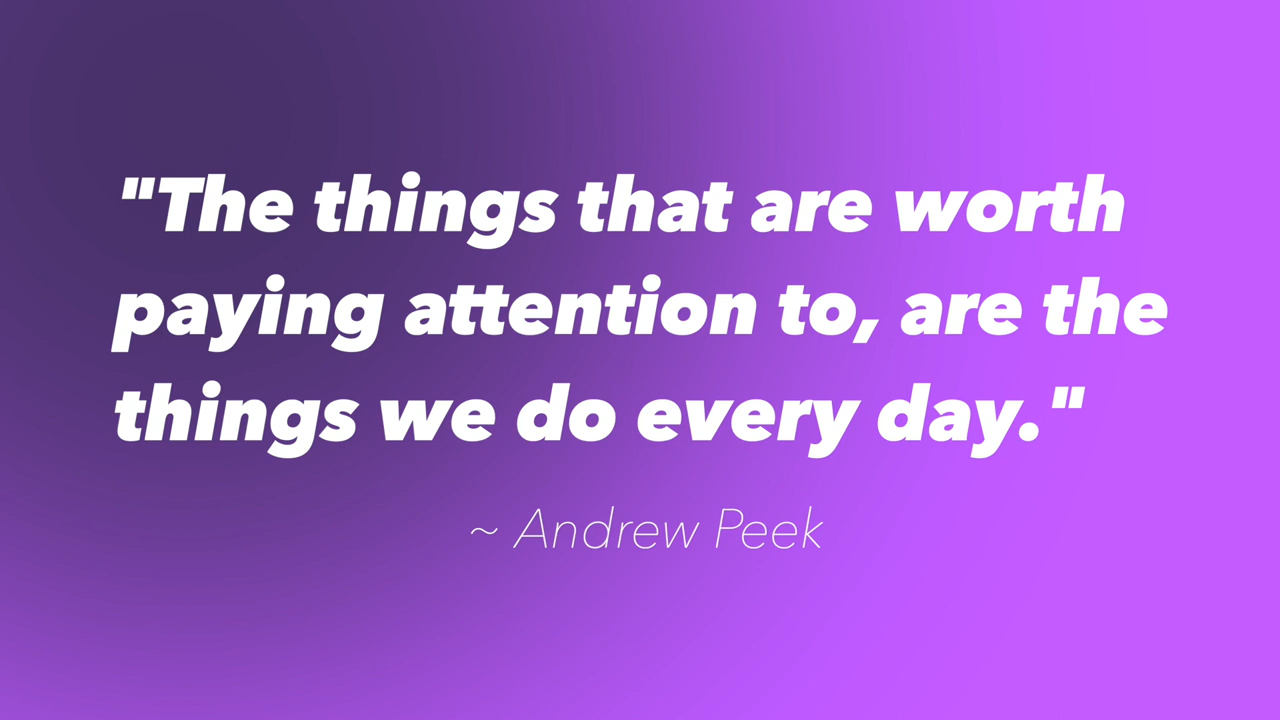 "The things that are worth
paying attention to, are the
things we do every day."
~ Andrew Peek